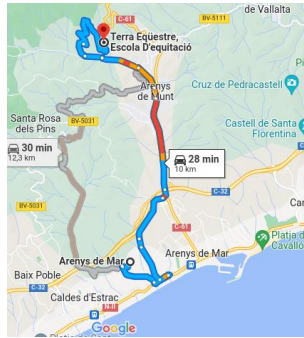 C-61
BV-5111
de Vallalta
Terra Eqüestre,
Escola D'equitació
Arenys
de Munt
Cruz de Pedracastell
Santa Rosa
dels Pins
Castell de Santa
Florentina
30 min
12,3 km
BV-5031
28 min
10 km
C-32
BV-5031
C-61
Platja d
Cavalló
Arenys de Mar
Arenys de Mar
Baix Poble
C-32
Caldes d'Estrac
N-II
Google